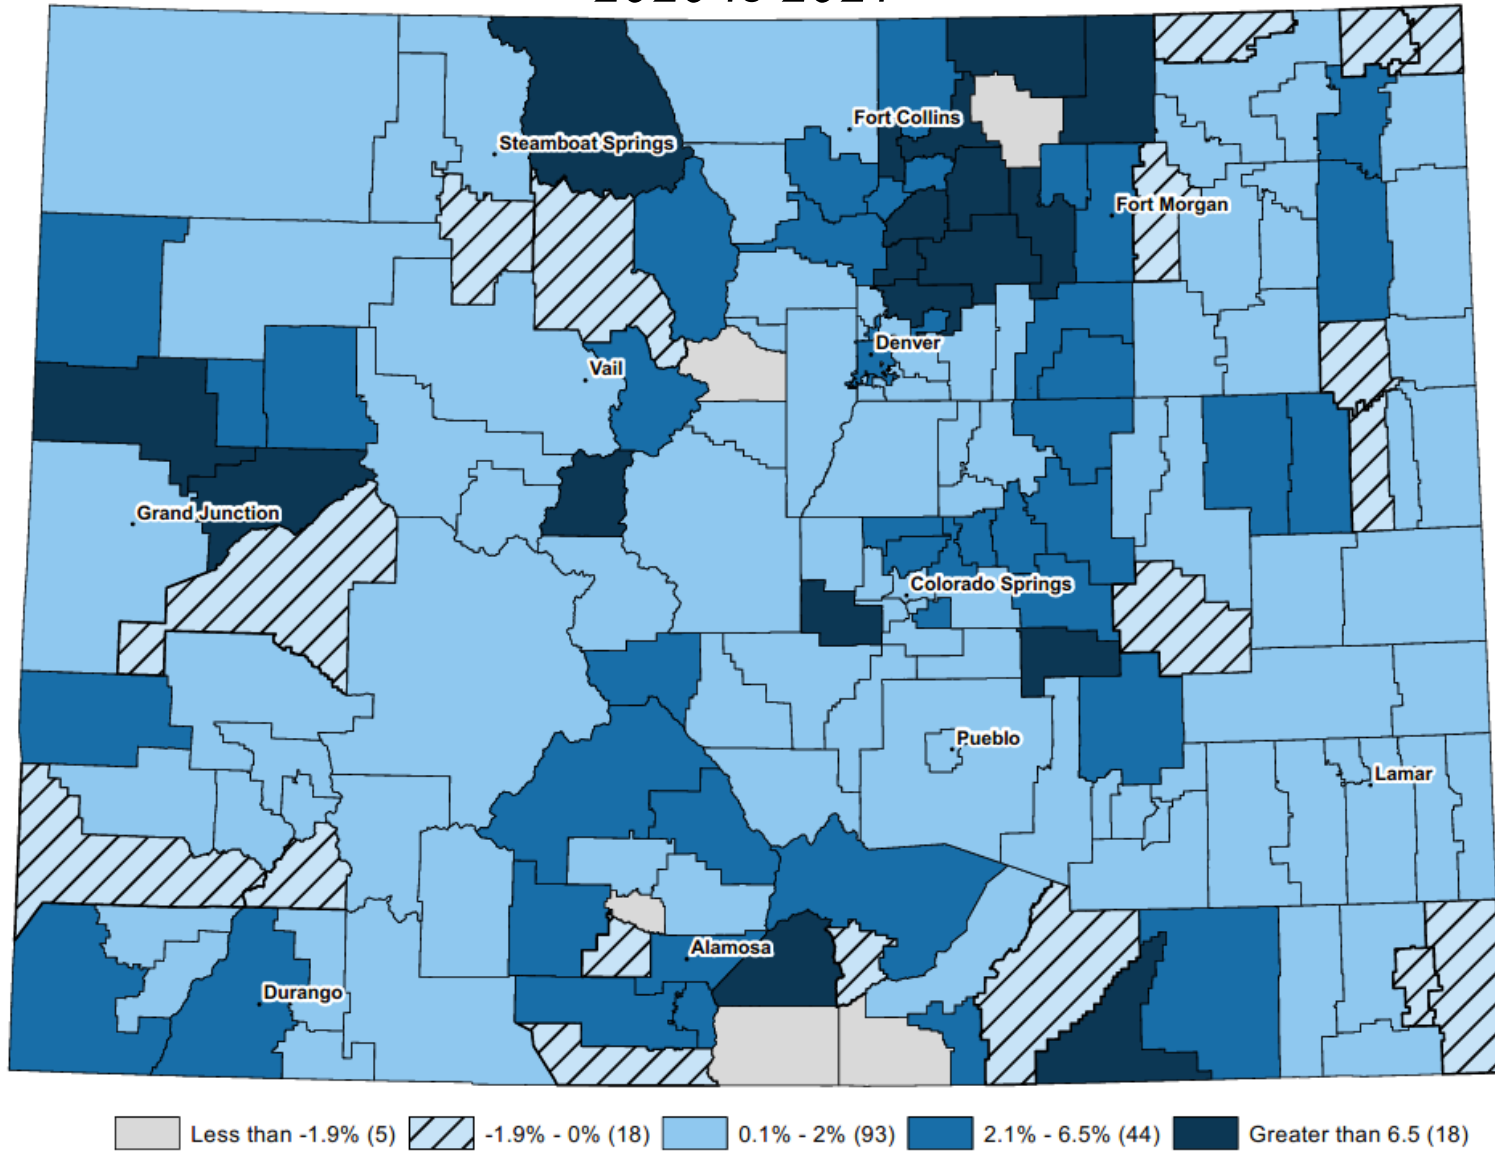 Steamboat Springs
Fort Collins
Fort Morgan
Denver
Vail
Grand Junction
Colorado Springs
Pueblo
Lamar
Alamosa
Durango
Less than -1.9% (5) -1.9% - 0% (18) 0.1% - 2% (93) 2.1% - 6.5% (44) Greater than 6.5 (18)